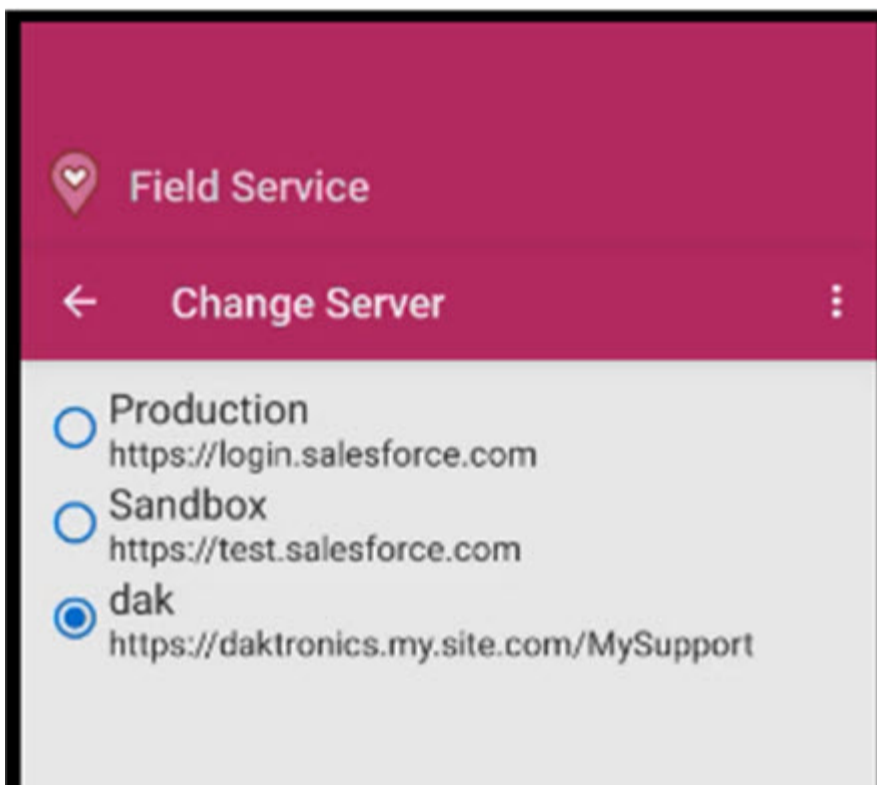 Field Service
Change Server
Production
https://login.salesforce.com
Sandbox
https://test.salesforce.com
dak
https://daktronics.my.site.com/MySupport